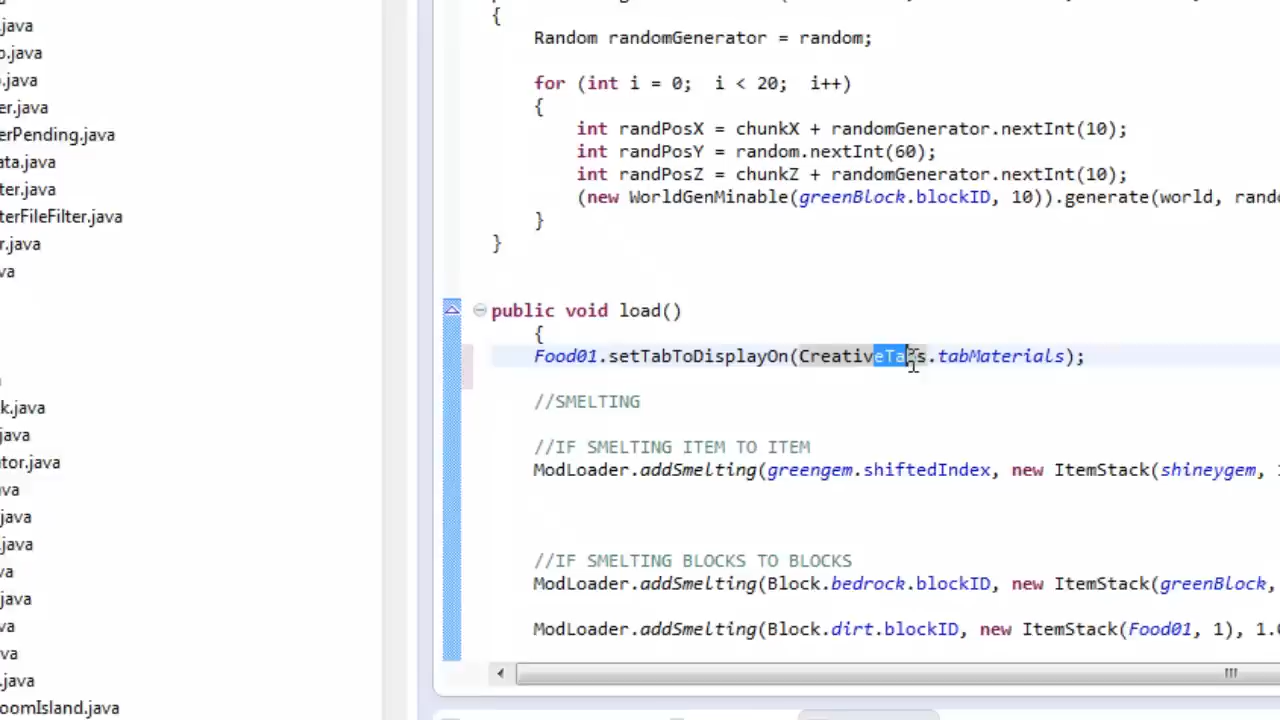 .java
o.java
.java
er.java
erPending.java
ata.java
ter.java
terFileFilter.java
r.java
va
k.java
java
ator.java
va
.java
.java
va
.java
va
va
.java
oomIsland.java
{
Random randomGenerator = random;
for (int i = 0;  i < 20;  i++)
{
int randPosX = chunkX + randomGenerator.nextInt(10);
int randPosY = random.nextInt(60);
int randPosZ = chunkZ + randomGenerator.nextInt(10);
(new WorldGenMinable(greenBlock.blockID, 10)).generate(world, rando
}
}
public void load()
{
Food01.setTabToDisplayOn(CreativeTabs.tabMaterials);
//SMELTING
//IF SMELTING ITEM TO ITEM
ModLoader.addSmelting(greengem.shiftedIndex, new ItemStack(shineygem, 1
//IF SMELTING BLOCKS TO BLOCKS
ModLoader.addSmelting(Block.bedrock.blockID, new ItemStack(greenBlock,
ModLoader.addSmelting(Block.dirt.blockID, new ItemStack(Food01, 1), 1.0